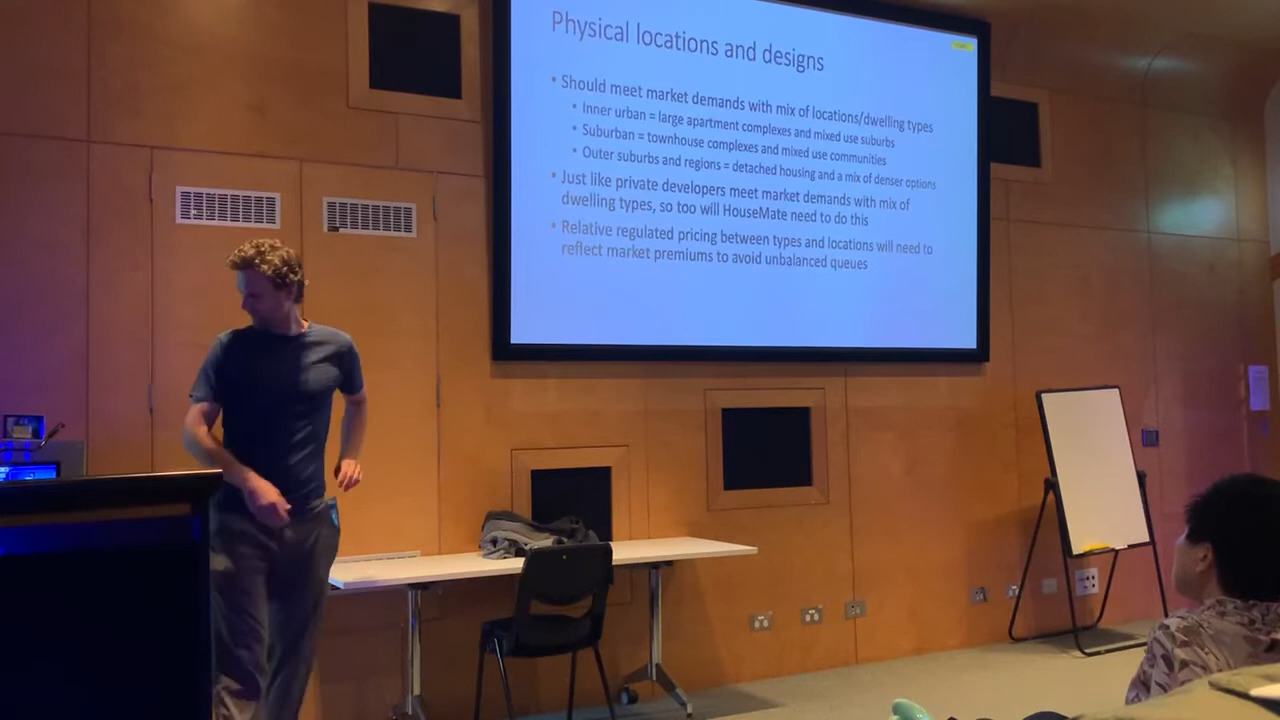 Physical locations and designs
• Should meet market demands with mix of locations/dwelling types
• Inner urban = large apartment complexes and mixed use suburbs
• Suburban = townhouse complexes and mixed use communities
• Outer suburbs and regions = detached housing and a mix of denser options
• Just like private developers meet market demands with mix of
dwelling types, so too will HouseMate need to do this
• Relative regulated pricing between types and locations will need to
reflect market premiums to avoid unbalanced queues